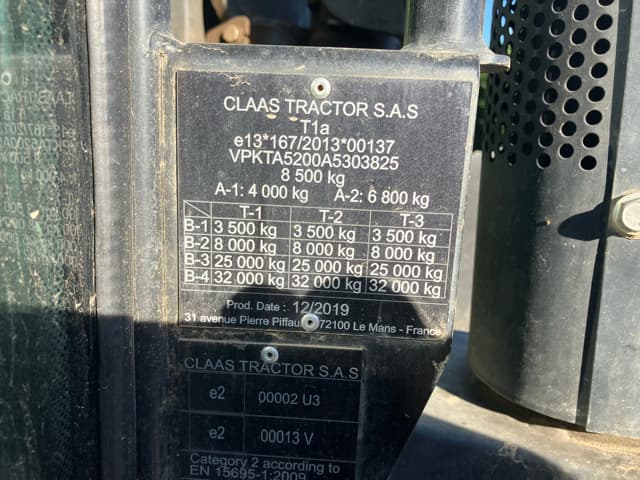 CLAAS TRACTOR S.A.S
T1a
e13*167/2013*00137
VPKTA5200A5303825
8 500 kg
A-1: 4 000 kg A-2: 6 800 kg
T-1 T-2 T-3
B-1 3 500 kg 3 500 kg 3 500 kg
B-2 8 000 kg 8 000 kg 8 000 kg
B-3 25 000 kg 25 000 kg 25 000 kg
B-4 32 000 kg 32 000 kg 32 000 kg
Prod. Date : 12/2019
31 avenue Pierre Piffau 72100 Le Mans - France
CLAAS TRACTOR S.A.S
e2 00002 U3
e2 00013 V
Category 2 according to
EN 15695-1:2009